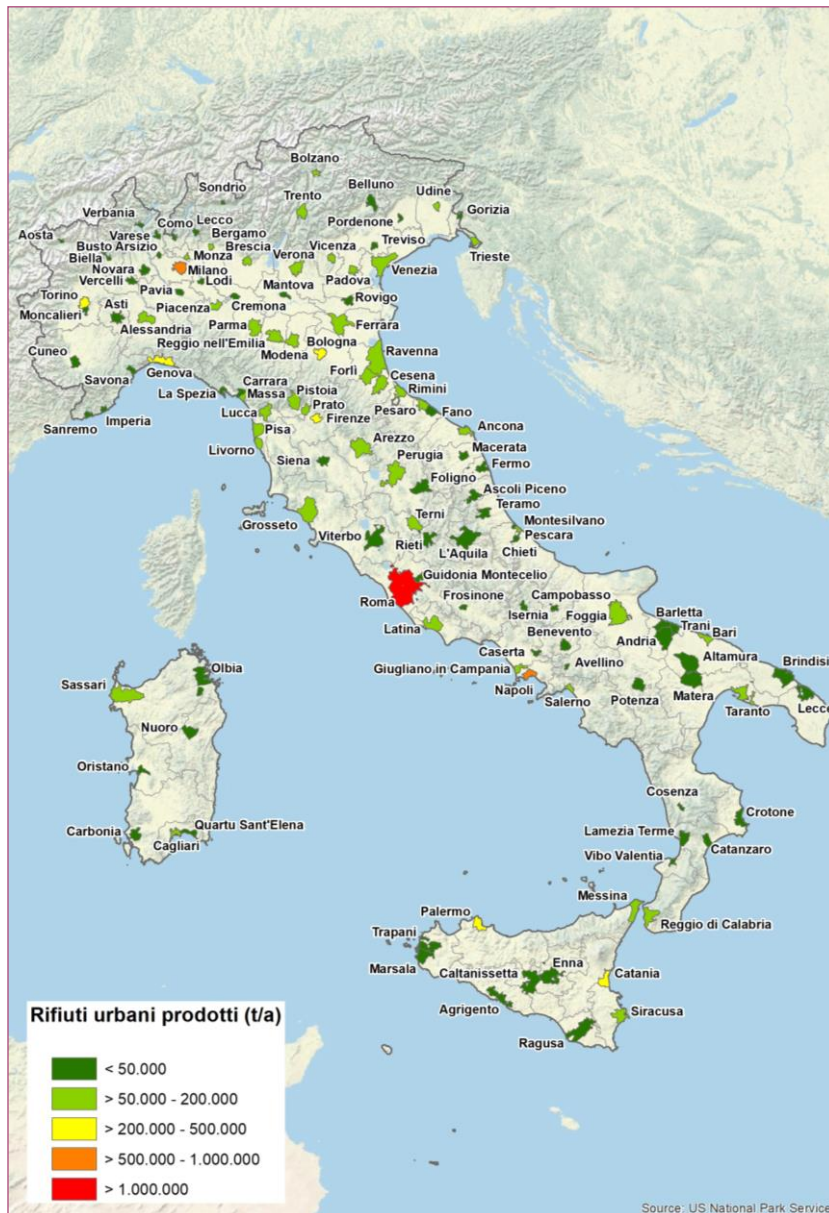 Bolzano
Sondrio
Belluno
Udine
Trento
Verbania
Como
Lecco
Pordenone
Gorizia
Aosta
Varese
Bergamo
Treviso
Busto Arsizio
Brescia
Verona
Vicenza
Biella
Monza
Trieste
Novara
Milano
Venezia
Vercelli
Lodi
Mantova
Padova
Torino
Pavia
Rovigo
Asti
Cremona
Moncalieri
Piacenza
Alessandria
Parma
Ferrara
Reggio nell'Emilia
Bologna
Cuneo
Modena
Ravenna
Genova
Forlì
Savona
Carrara
Cesena
La Spezia
Massa
Pistoia
Rimini
Imperia
Lucca
Prato
Pesaro
Fano
Sanremo
Firenze
Pisa
Ancona
Arezzo
Livorno
Macerata
Siena
Perugia
Fermo
Foligno
Ascoli Piceno
Grosseto
Terni
Teramo
Montesilvano
Viterbo
Rieti
Pescara
L'Aquila
Chieti
Guidonia Montecelio
Roma
Frosinone
Campobasso
Isernia
Foggia
Barletta
Latina
Trani
Benevento
Andria
Bari
Caserta
Altamura
Giugliano in Campania
Avellino
Brindisi
Napoli
Salerno
Potenza
Matera
Taranto
Lecce
Olbia
Sassari
Nuoro
Oristano
Cosenza
Crotone
Carbonia
Quartu Sant'Elena
Lamezia Terme
Cagliari
Catanzaro
Vibo Valentia
Messina
Palermo
Reggio di Calabria
Trapani
Enna
Marsala
Caltanissetta
Catania
Agrigento
Siracusa
Ragusa
Rifiuti urbani prodotti (t/a)
< 50.000
> 50.000 - 200.000
> 200.000 - 500.000
> 500.000 - 1.000.000
> 1.000.000
Source: US National Park Service